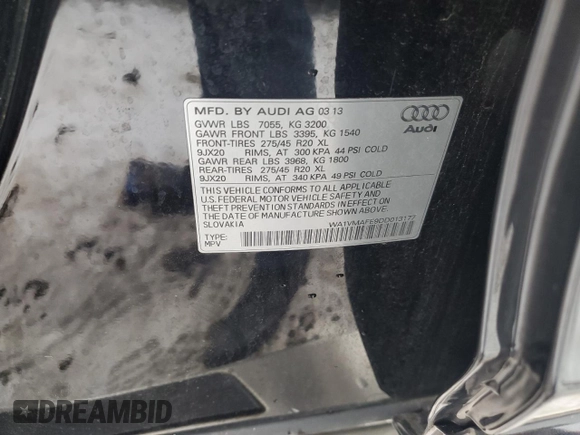 MFD. BY AUDI AG 03 13
GVWR LBS 7055, KG 3200
GAWR FRONT LBS 3395, KG 1540
FRONT-TIRES 275/45 R20 XL
9JX20 RIMS, AT 300 KPA 44 PSI COLD
GAWR REAR LBS 3968, KG 1800
REAR-TIRES 275/45 R20 XL
9JX20 RIMS, AT 340 KPA 49 PSI COLD
Audi
THIS VEHICLE CONFORMS TO ALL APPLICABLE
U.S. FEDERAL MOTOR VEHICLE SAFETY AND
THEFT PREVENTION STANDARDS IN EFFECT
ON THE DATE OF MANUFACTURE SHOWN ABOVE.
SLOVAKIA
WA1VMAFE9DD013177
TYPE:
MPV
DREAMBID